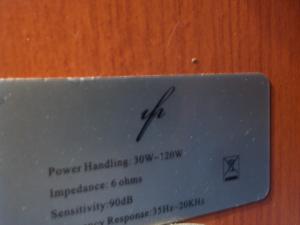 Power Handling: 30W-120W
Impedance: 6 ohms
Sensitivity:90dB
Response:35Hz-20KHz